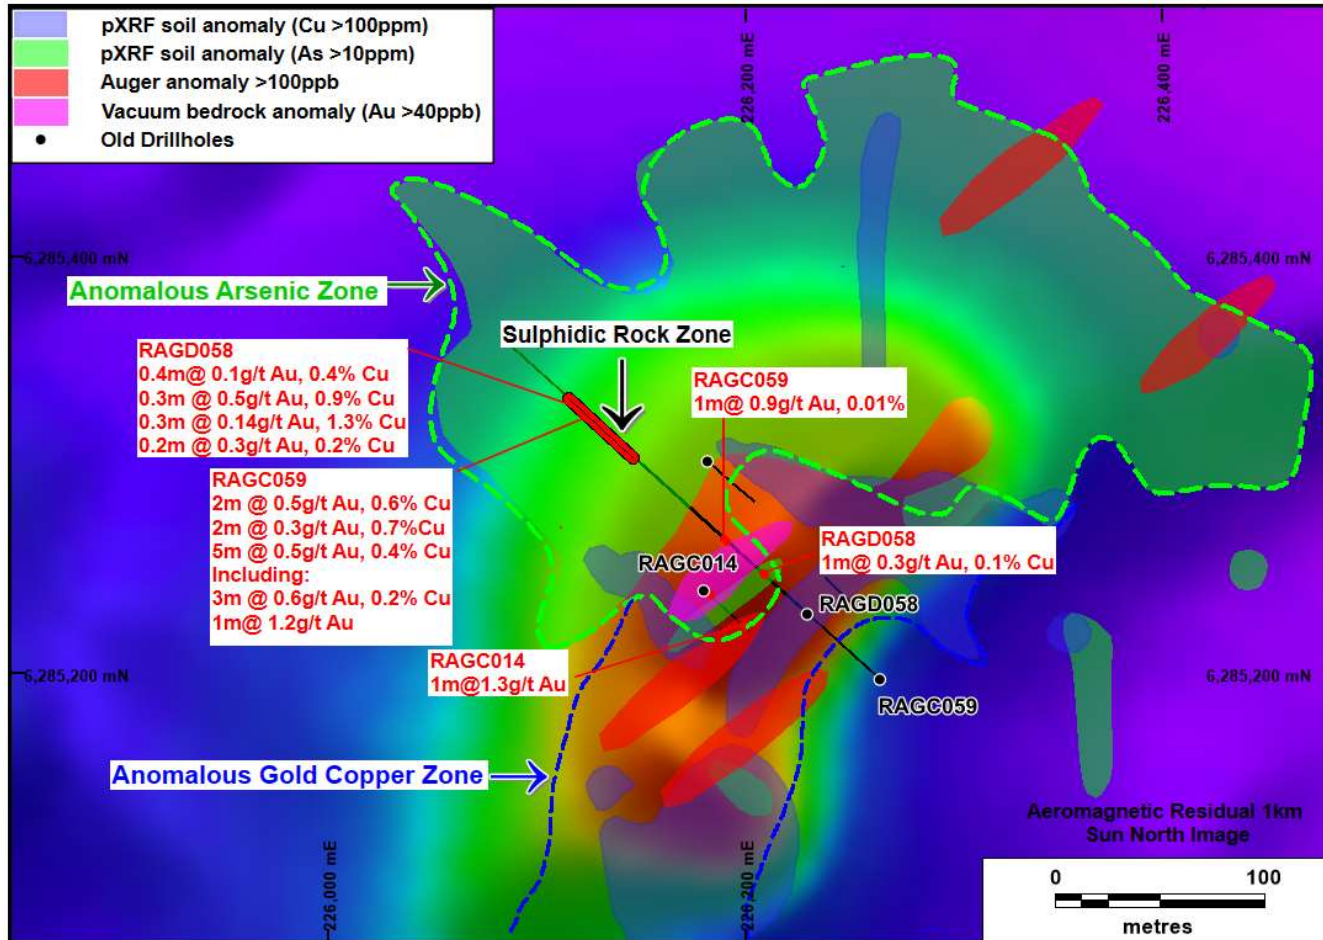 pXRF soil anomaly (Cu >100ppm)
pXRF soil anomaly (As >10ppm)
Auger anomaly >100ppb
Vacuum bedrock anomaly (Au >40ppb)
Old Drillholes
226,200 mE
226,400 mE
6,285,400 mN
6,285,400 mN
Anomalous Arsenic Zone
Sulphidic Rock Zone
RAGD058
0.4m@ 0.1g/t Au, 0.4% Cu
0.3m @ 0.5g/t Au, 0.9% Cu
0.3m @ 0.14g/t Au, 1.3% Cu
0.2m @ 0.3g/t Au, 0.2% Cu
RAGC059
1m@ 0.9g/t Au, 0.01%
RAGC059
2m @ 0.5g/t Au, 0.6% Cu
2m @ 0.3g/t Au, 0.7%Cu
5m @ 0.5g/t Au, 0.4% Cu
Including:
3m @ 0.6g/t Au, 0.2% Cu
1m@ 1.2g/t Au
RAGD058
1m@ 0.3g/t Au, 0.1% Cu
RAGC014
RAGD058
RAGC014
1m@1.3g/t Au
6,285,200 mN
6,285,200 mN
RAGC059
Anomalous Gold Copper Zone
226,000 mE
226,200 mE
Aeromagnetic Residual 1km
Sun North Image
0 100
metres